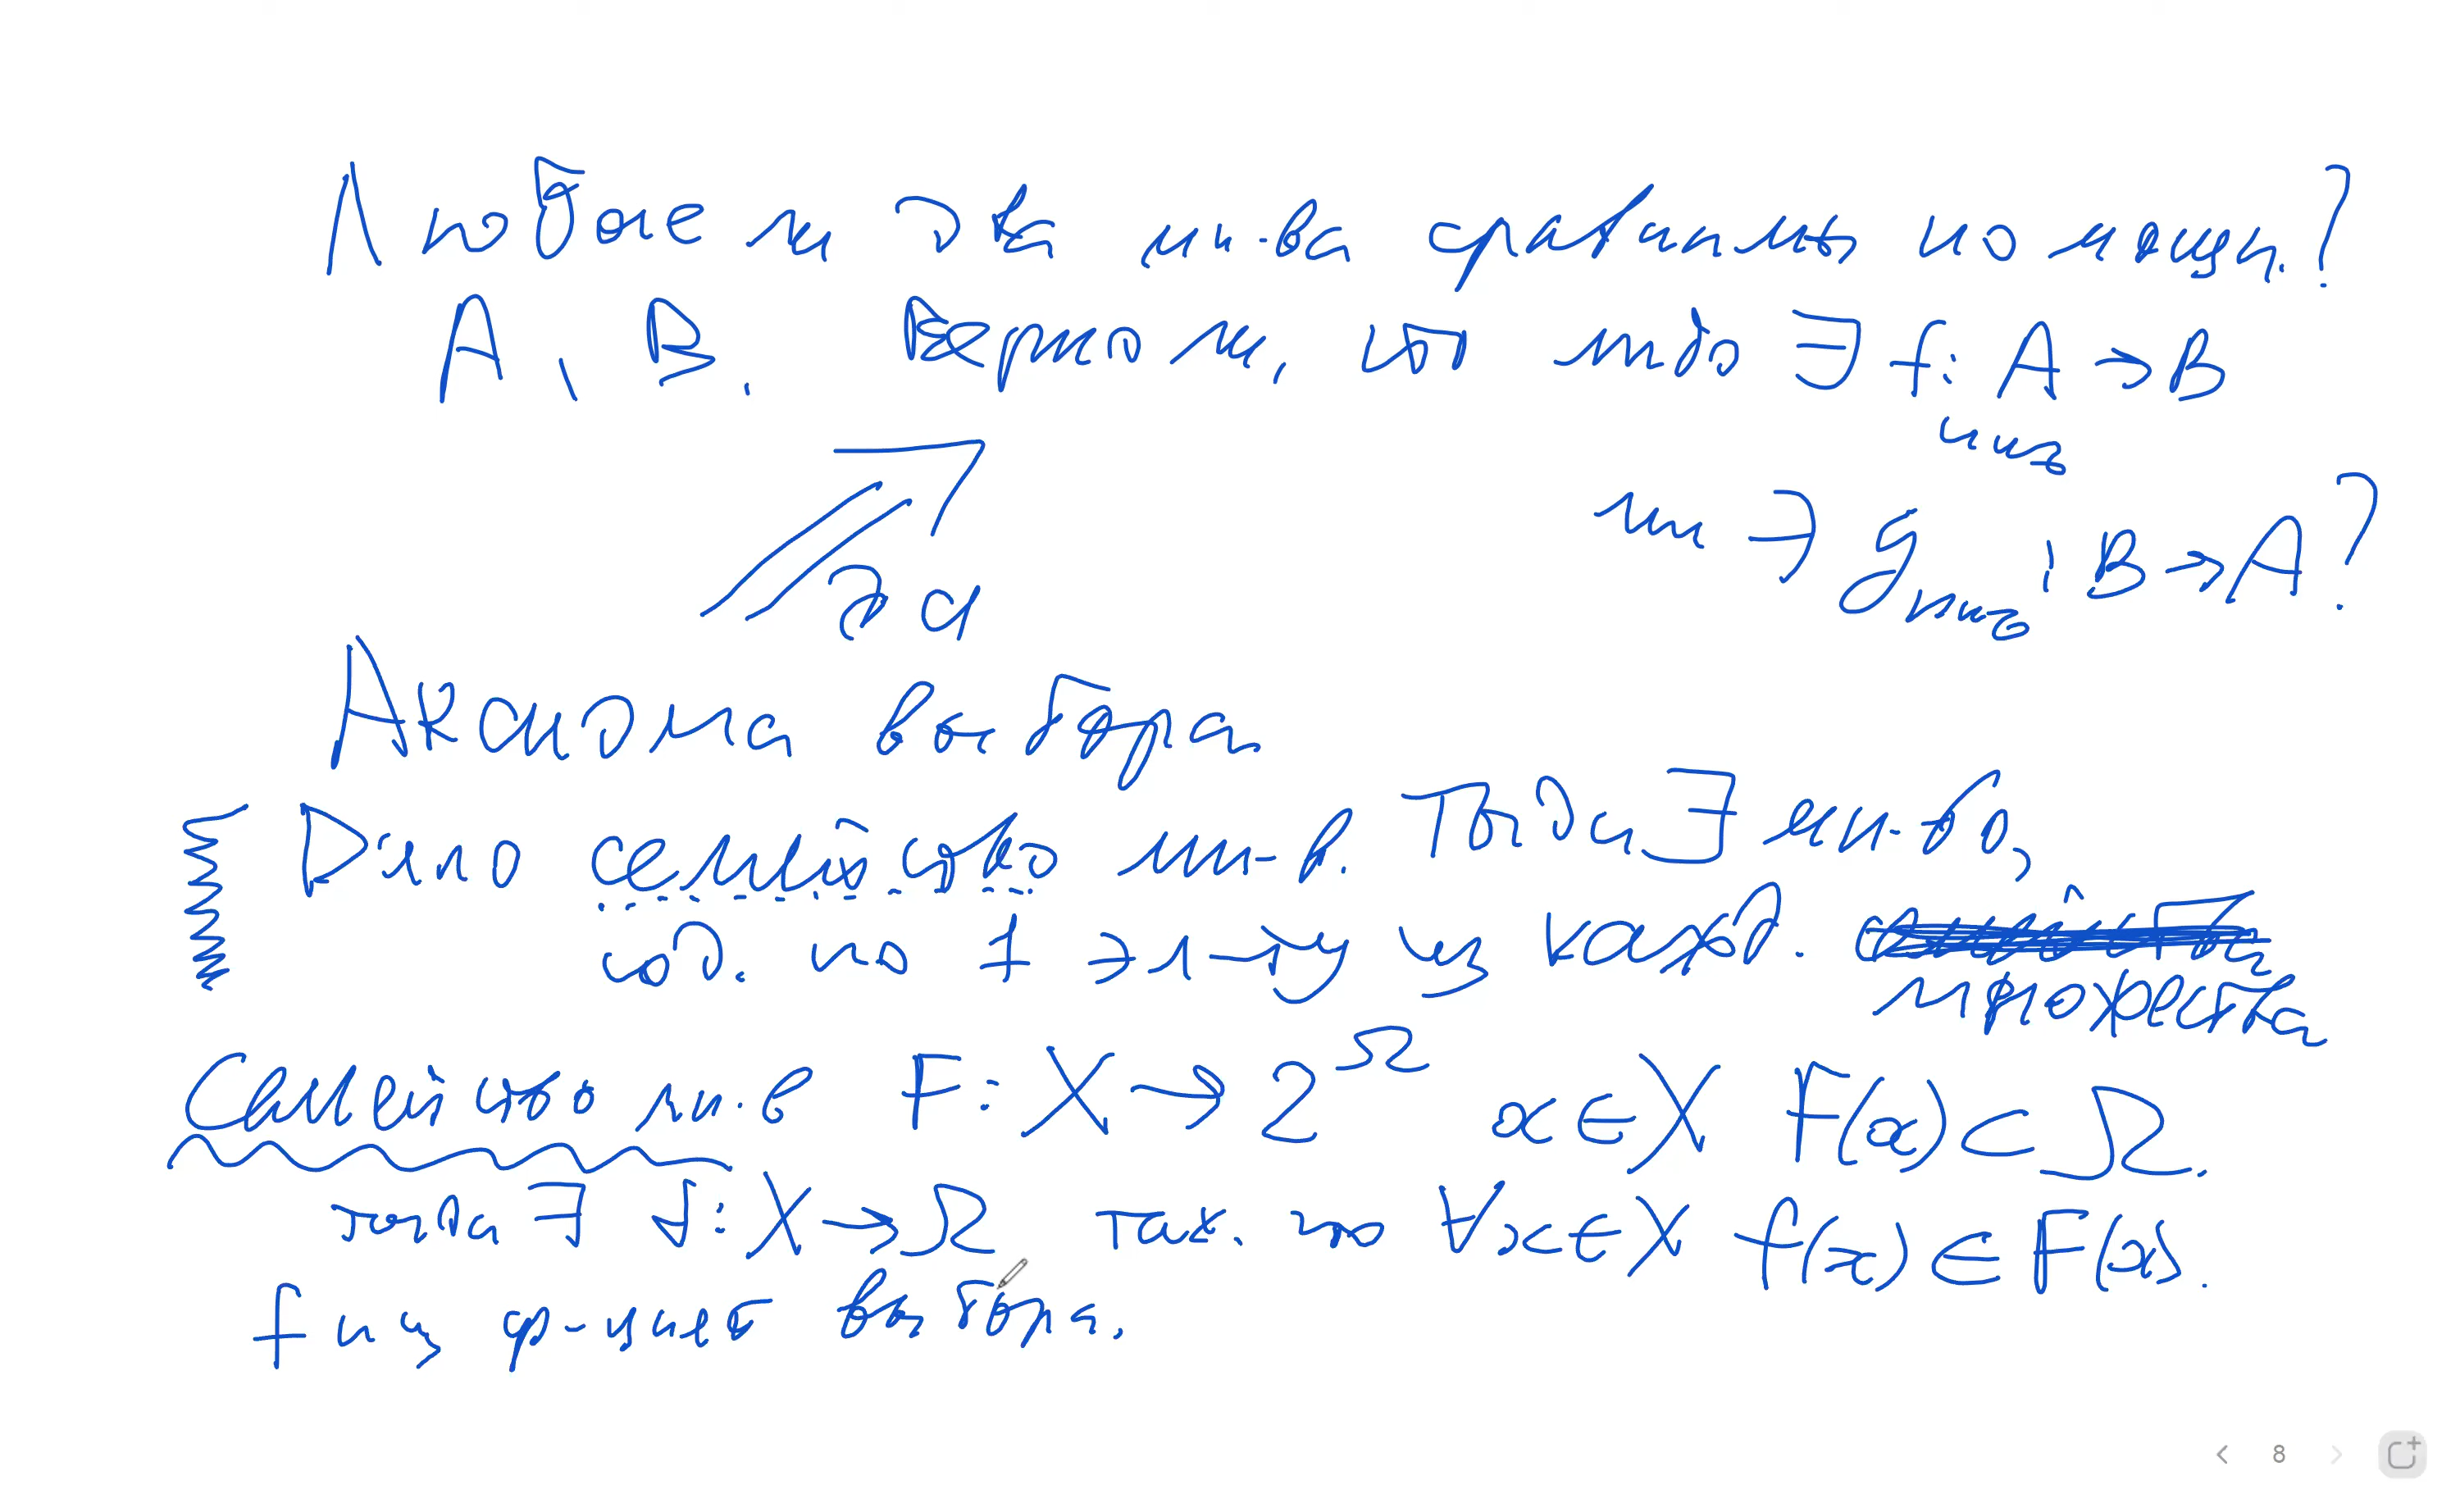 Любые ли два мн-ва сравнимы по мощн.?
A, B. Верно ли, что либо ∃ f: A → B
инъ
ли ∃ g инъ : B → A?
да
Аксиома выбора
Дано семейство мн-в. Тогда ∃ мн-во,
сод. по 1 эл-ту из кажд.
Семейство мн-в F: X → 2^Ω x ∈ X F(x) ⊂ Ω.
тогда ∃ f: X → Ω так. что ∀x ∈ X f(x) ∈ F(x).
f наз ф-цией выбора.
8